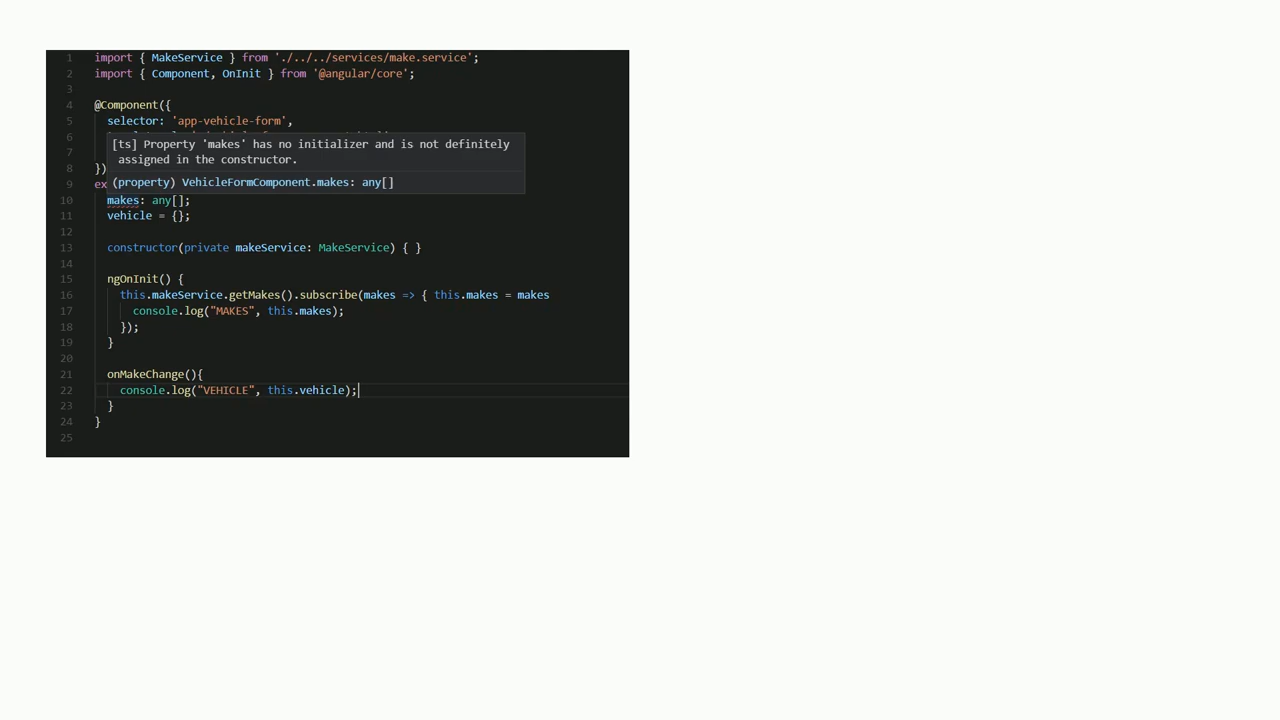 1 import { MakeService } from './../../services/make.service';
2 import { Component, OnInit } from '@angular/core';
3
4 @Component({
5 selector: 'app-vehicle-form',
6
[ts] Property 'makes' has no initializer and is not definitely
7
assigned in the constructor.
8 })
(property) VehicleFormComponent.makes: any[]
9 ex
10 makes: any[];
11 vehicle = {};
12
13 constructor(private makeService: MakeService) { }
14
15 ngOnInit() {
16 this.makeService.getMakes().subscribe(makes => { this.makes = makes
17 console.log("MAKES", this.makes);
18 });
19 }
20
21 onMakeChange(){
22 console.log("VEHICLE", this.vehicle);
23 }
24 }
25